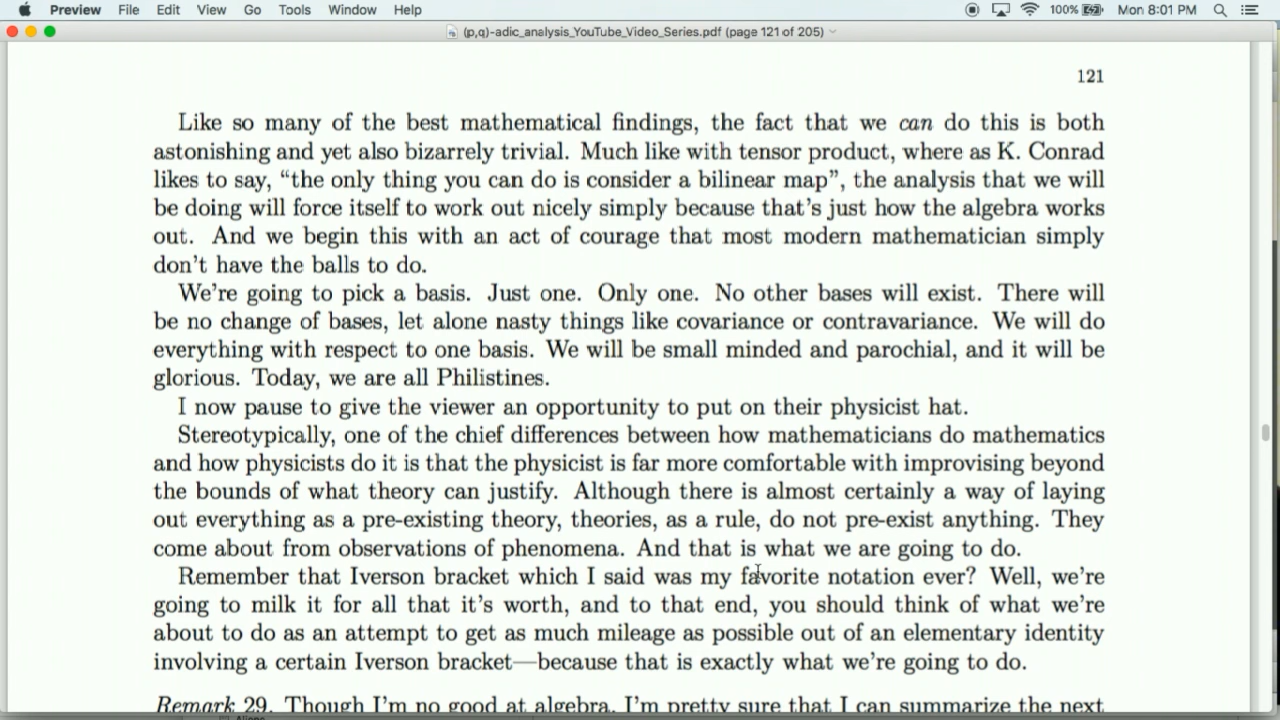 Preview File Edit View Go Tools Window Help 100% Mon 8:01 PM
(p,q)-adic_analysis_YouTube_Video_Series.pdf (page 121 of 205)
121
Like so many of the best mathematical findings, the fact that we can do this is both
astonishing and yet also bizarrely trivial. Much like with tensor product, where as K. Conrad
likes to say, “the only thing you can do is consider a bilinear map”, the analysis that we will
be doing will force itself to work out nicely simply because that’s just how the algebra works
out. And we begin this with an act of courage that most modern mathematician simply
don’t have the balls to do.
We’re going to pick a basis. Just one. Only one. No other bases will exist. There will
be no change of bases, let alone nasty things like covariance or contravariance. We will do
everything with respect to one basis. We will be small minded and parochial, and it will be
glorious. Today, we are all Philistines.
I now pause to give the viewer an opportunity to put on their physicist hat.
Stereotypically, one of the chief differences between how mathematicians do mathematics
and how physicists do it is that the physicist is far more comfortable with improvising beyond
the bounds of what theory can justify. Although there is almost certainly a way of laying
out everything as a pre-existing theory, theories, as a rule, do not pre-exist anything. They
come about from observations of phenomena. And that is what we are going to do.
Remember that Iverson bracket which I said was my favorite notation ever? Well, we’re
going to milk it for all that it’s worth, and to that end, you should think of what we’re
about to do as an attempt to get as much mileage as possible out of an elementary identity
involving a certain Iverson bracket—because that is exactly what we’re going to do.
Remark 29. Though I’m no good at algebra, I’m pretty sure that I can summarize the next